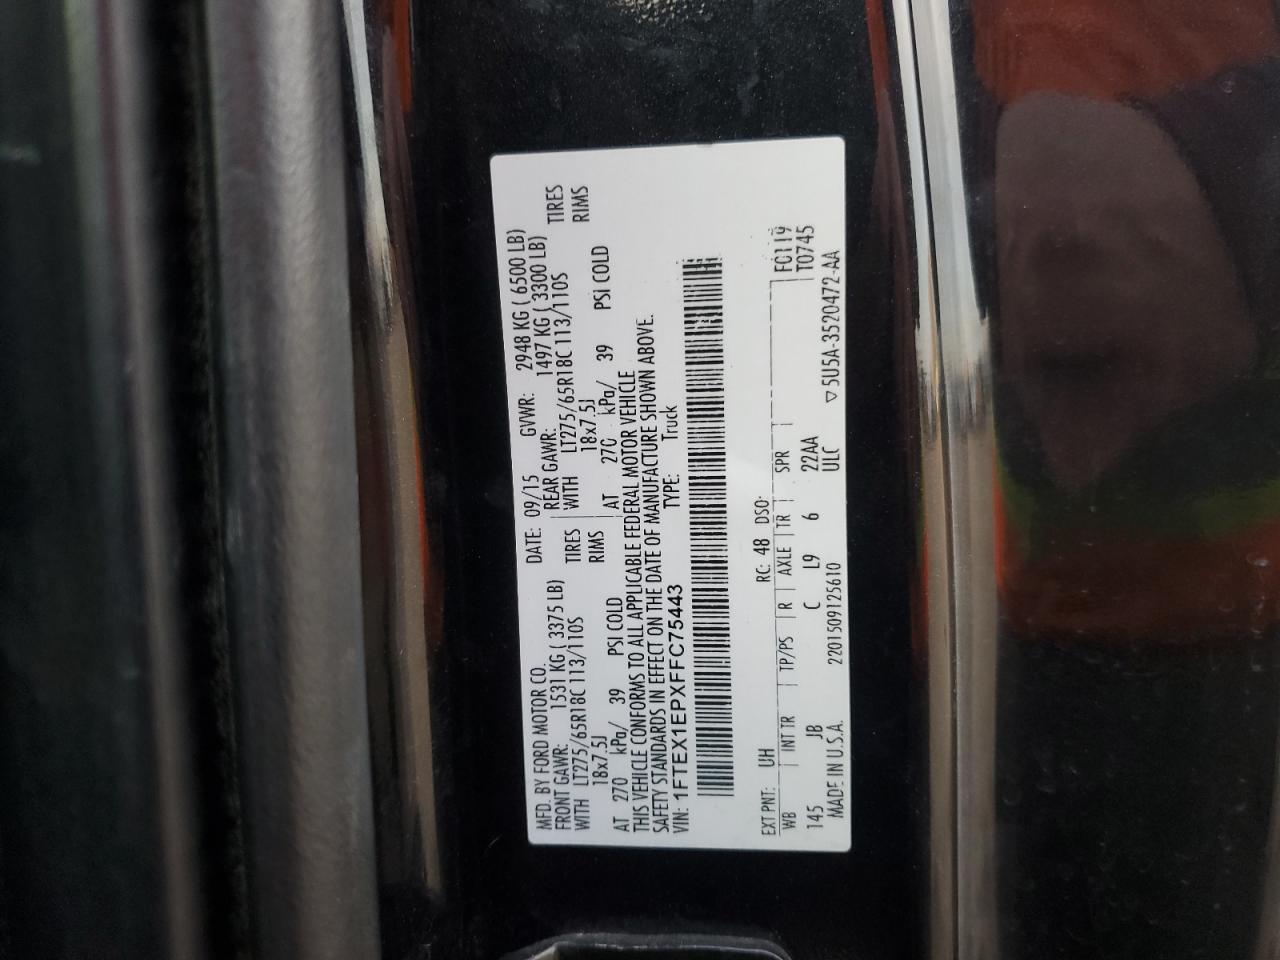 MFD. BY FORD MOTOR CO.
DATE: 09/15 GVWR: 2948 KG ( 6500 LB)
FRONT GAWR: 1531 KG ( 3375 LB) REAR GAWR: 1497 KG ( 3300 LB)
WITH LT275/65R18C 113/110S TIRES WITH LT275/65R18C 113/110S TIRES
18x7.5J RIMS 18x7.5J RIMS
AT 270 kPa/ 39 PSI COLD AT 270 kPa/ 39 PSI COLD
THIS VEHICLE CONFORMS TO ALL APPLICABLE FEDERAL MOTOR VEHICLE
SAFETY STANDARDS IN EFFECT ON THE DATE OF MANUFACTURE SHOWN ABOVE.
VIN: 1FTEX1EPXFFC75443 TYPE: Truck
EXT PNT: UH RC: 48 DSO: FC119
WB INT TR TP/PS R AXLE TR SPR T0745
145 JB C L9 6 22AA
MADE IN U.S.A. 2201509125610 ULC ▽ 5U5A-3520472-AA